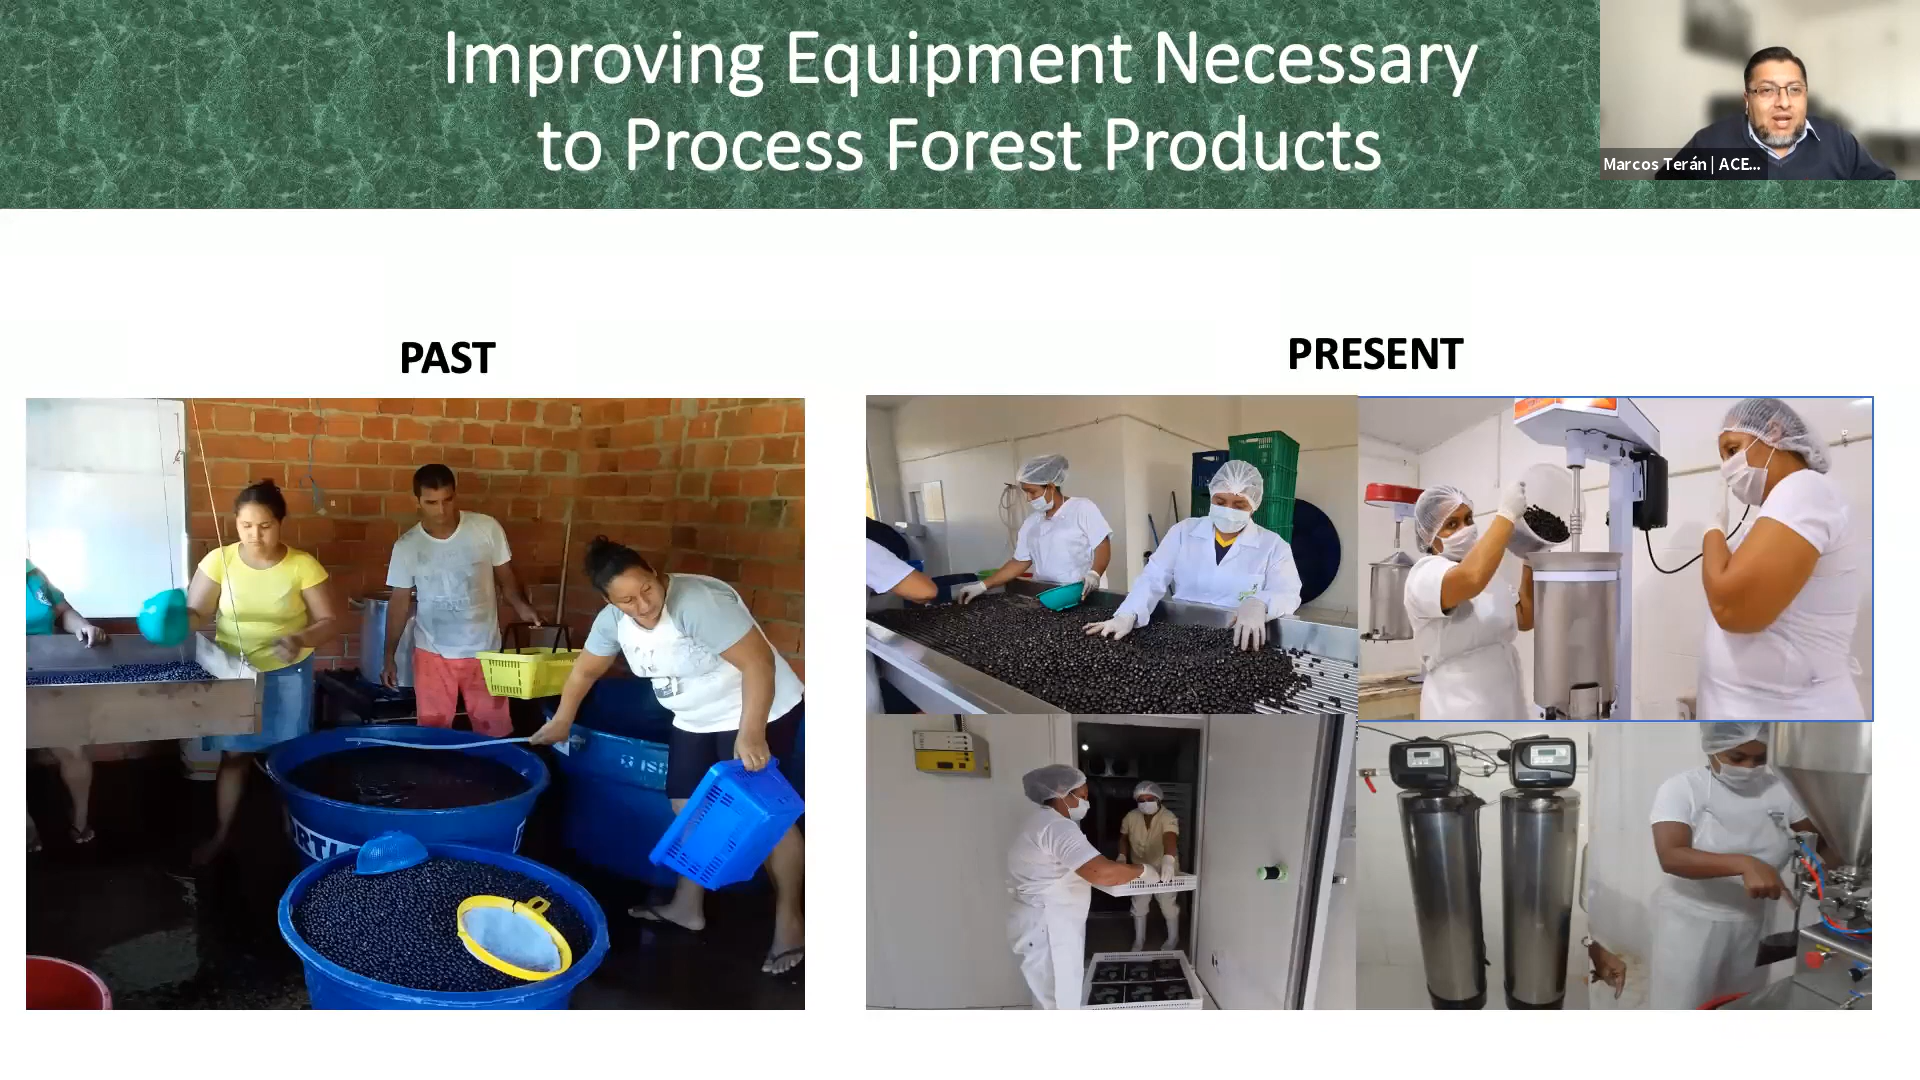 Improving Equipment Necessary
to Process Forest Products
Marcos Terán | ACE...
PAST
PRESENT